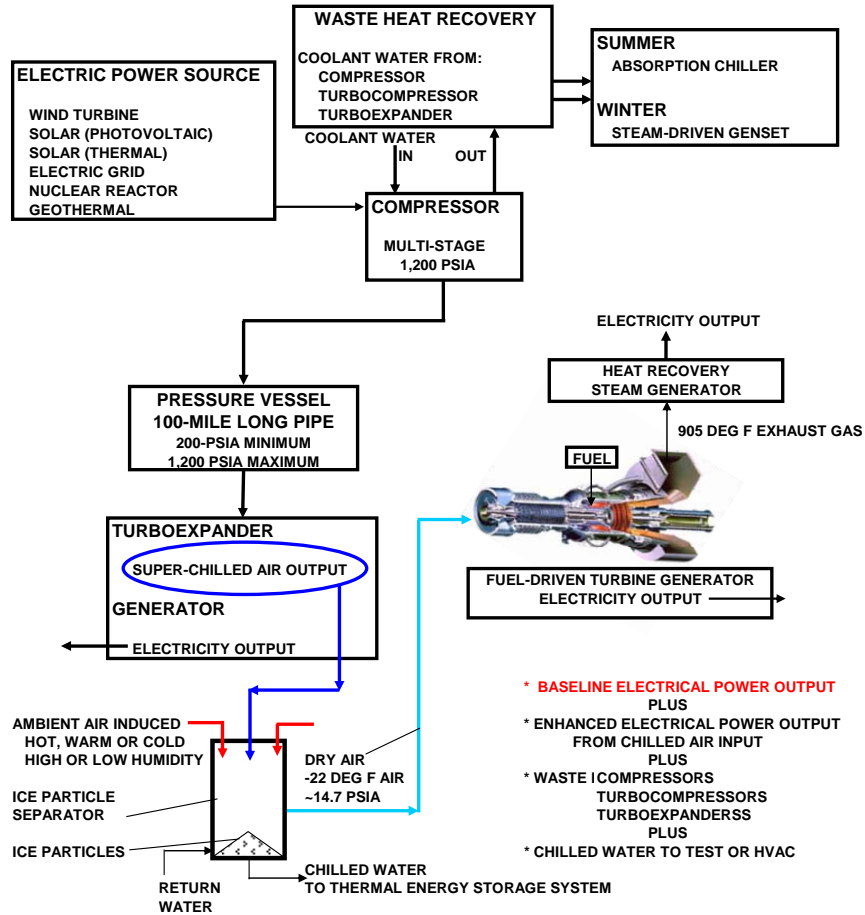 WASTE HEAT RECOVERY
COOLANT WATER FROM:
COMPRESSOR
TURBOCOMPRESSOR
TURBOEXPANDER
SUMMER
ABSORPTION CHILLER
WINTER
STEAM-DRIVEN GENSET
ELECTRIC POWER SOURCE
WIND TURBINE
SOLAR (PHOTOVOLTAIC)
SOLAR (THERMAL)
ELECTRIC GRID
NUCLEAR REACTOR
GEOTHERMAL
COOLANT WATER
IN
OUT
COMPRESSOR
MULTI-STAGE
1,200 PSIA
PRESSURE VESSEL
100-MILE LONG PIPE
200-PSIA MINIMUM
1,200 PSIA MAXIMUM
ELECTRICITY OUTPUT
HEAT RECOVERY
STEAM GENERATOR
905 DEG F EXHAUST GAS
FUEL
TURBOEXPANDER
SUPER-CHILLED AIR OUTPUT
GENERATOR
ELECTRICITY OUTPUT
FUEL-DRIVEN TURBINE GENERATOR
ELECTRICITY OUTPUT
AMBIENT AIR INDUCED
HOT, WARM OR COLD
HIGH OR LOW HUMIDITY
ICE PARTICLE
SEPARATOR
ICE PARTICLES
RETURN
WATER
DRY AIR
-22 DEG F AIR
~14.7 PSIA
CHILLED WATER
TO THERMAL ENERGY STORAGE SYSTEM
* BASELINE ELECTRICAL POWER OUTPUT
PLUS
* ENHANCED ELECTRICAL POWER OUTPUT
FROM CHILLED AIR INPUT
PLUS
* WASTE COMPRESSORS
TURBOCOMPRESSORS
TURBOEXPANDERSS
PLUS
* CHILLED WATER TO TEST OR HVAC